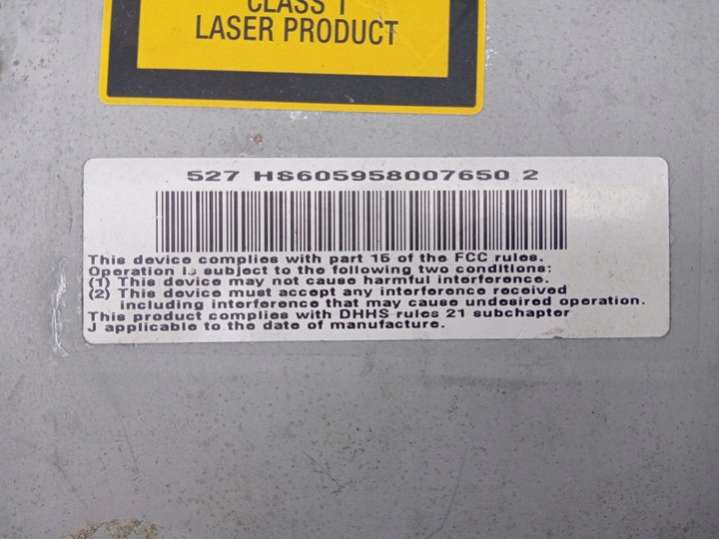 CLASS 1
LASER PRODUCT
527 HS605958007650 2
This device complies with part 15 of the FCC rules.
Operation is subject to the following two conditions:
(1) This device may not cause harmful interference.
(2) This device must accept any interference received
including interference that may cause undesired operation.
This product complies with DHHS rules 21 subchapter
J applicable to the date of manufacture.